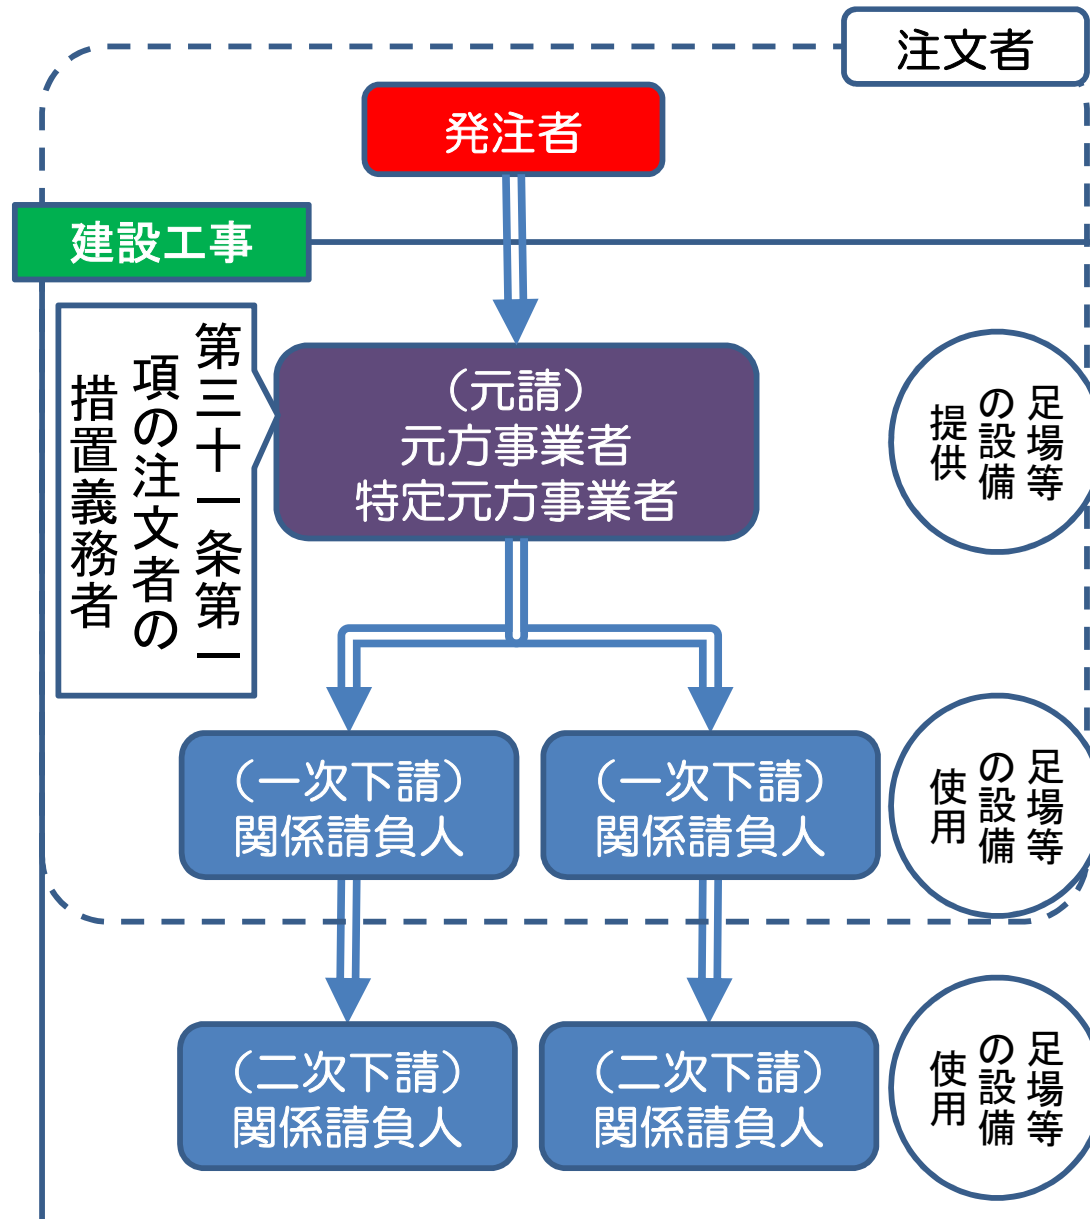 注文者
発注者
建設工事
第三十一条第一
項の注文者の
措置義務者
（元請）
元方事業者
特定元方事業者
足場等
の設備
提供
（一次下請）
関係請負人
（一次下請）
関係請負人
足場等
の設備
使用
（二次下請）
関係請負人
（二次下請）
関係請負人
足場等
の設備
使用